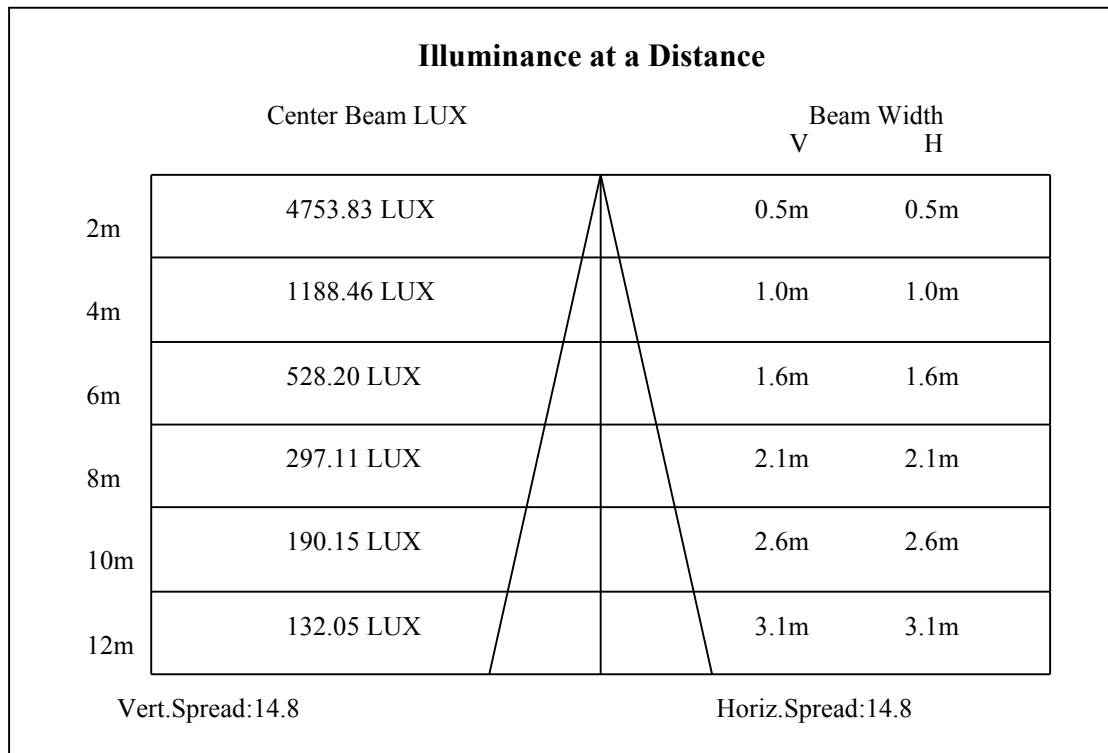 Illuminance at a Distance
Center Beam LUX Beam Width
V H
2m 4753.83 LUX 0.5m 0.5m
4m 1188.46 LUX 1.0m 1.0m
6m 528.20 LUX 1.6m 1.6m
8m 297.11 LUX 2.1m 2.1m
10m 190.15 LUX 2.6m 2.6m
12m 132.05 LUX 3.1m 3.1m
Vert.Spread:14.8 Horiz.Spread:14.8